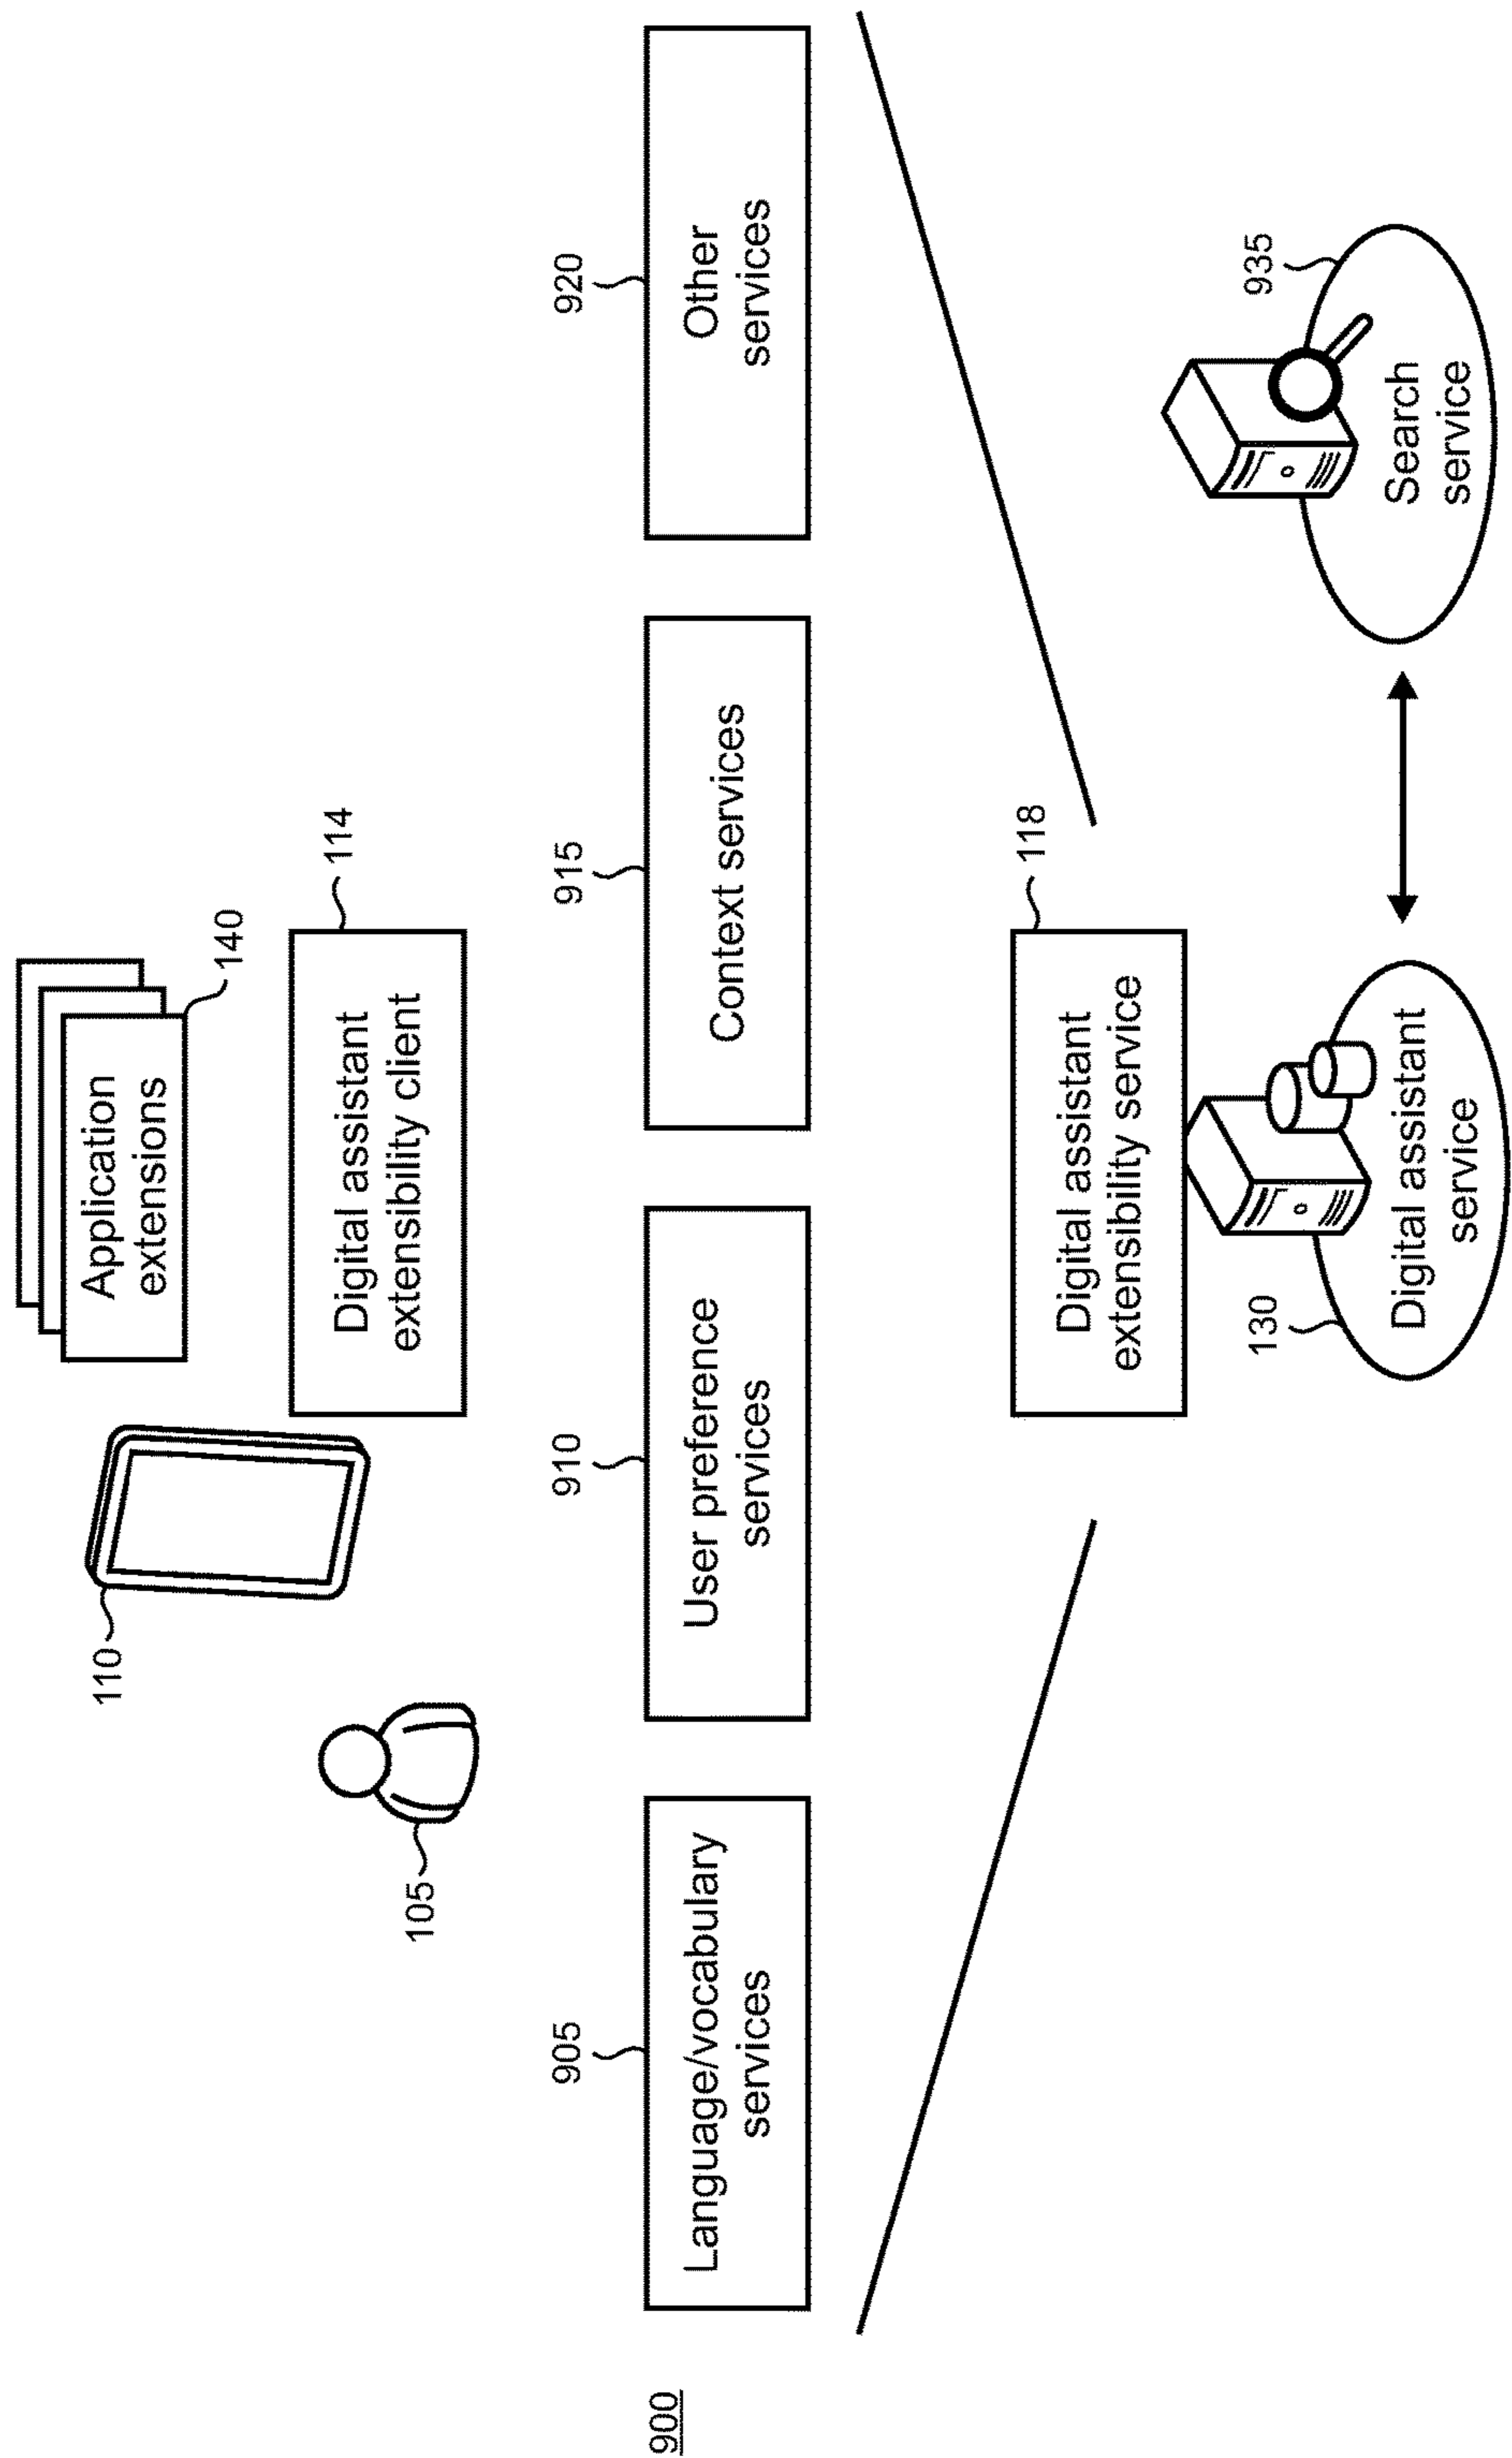 Application
extensions
140
110
Digital assistant
extensibility client
114
105
905
910
915
920
900
Language/vocabulary
services
User preference
services
Context services
Other
services
Digital assistant
extensibility service
118
130
Digital assistant
service
935
Search
service